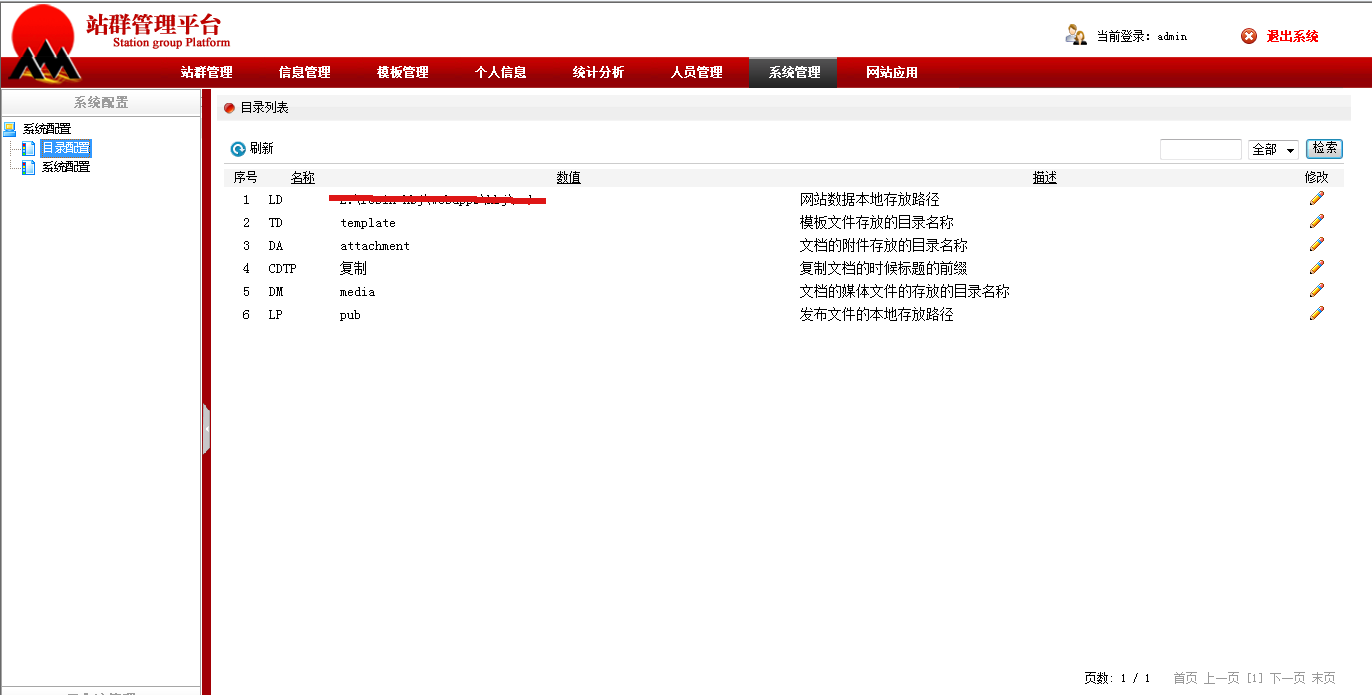 站群管理平台
Station group Platform
当前登录: admin
退出系统
站群管理 信息管理 模板管理 个人信息 统计分析 人员管理 系统管理 网站应用
系统配置
系统配置
目录配置
系统配置
目录列表
刷新
全部
检索
序号 名称 数值 描述 修改
1 LD 网站数据本地存放路径
2 TD template 模板文件存放的目录名称
3 DA attachment 文档的附件存放的目录名称
4 CDTP 复制 复制文档的时候标题的前缀
5 DM media 文档的媒体文件的存放的目录名称
6 LP pub 发布文件的本地存放路径
页数: 1 / 1 首页 上一页 [1] 下一页 末页